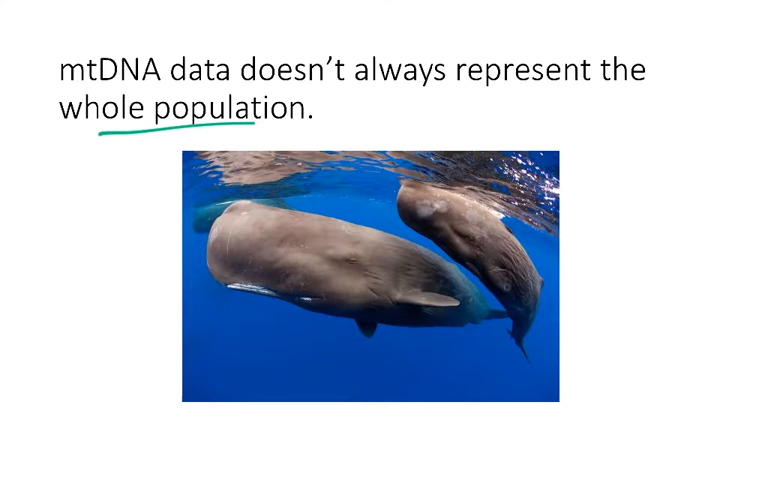 mtDNA data doesn’t always represent the
whole population.